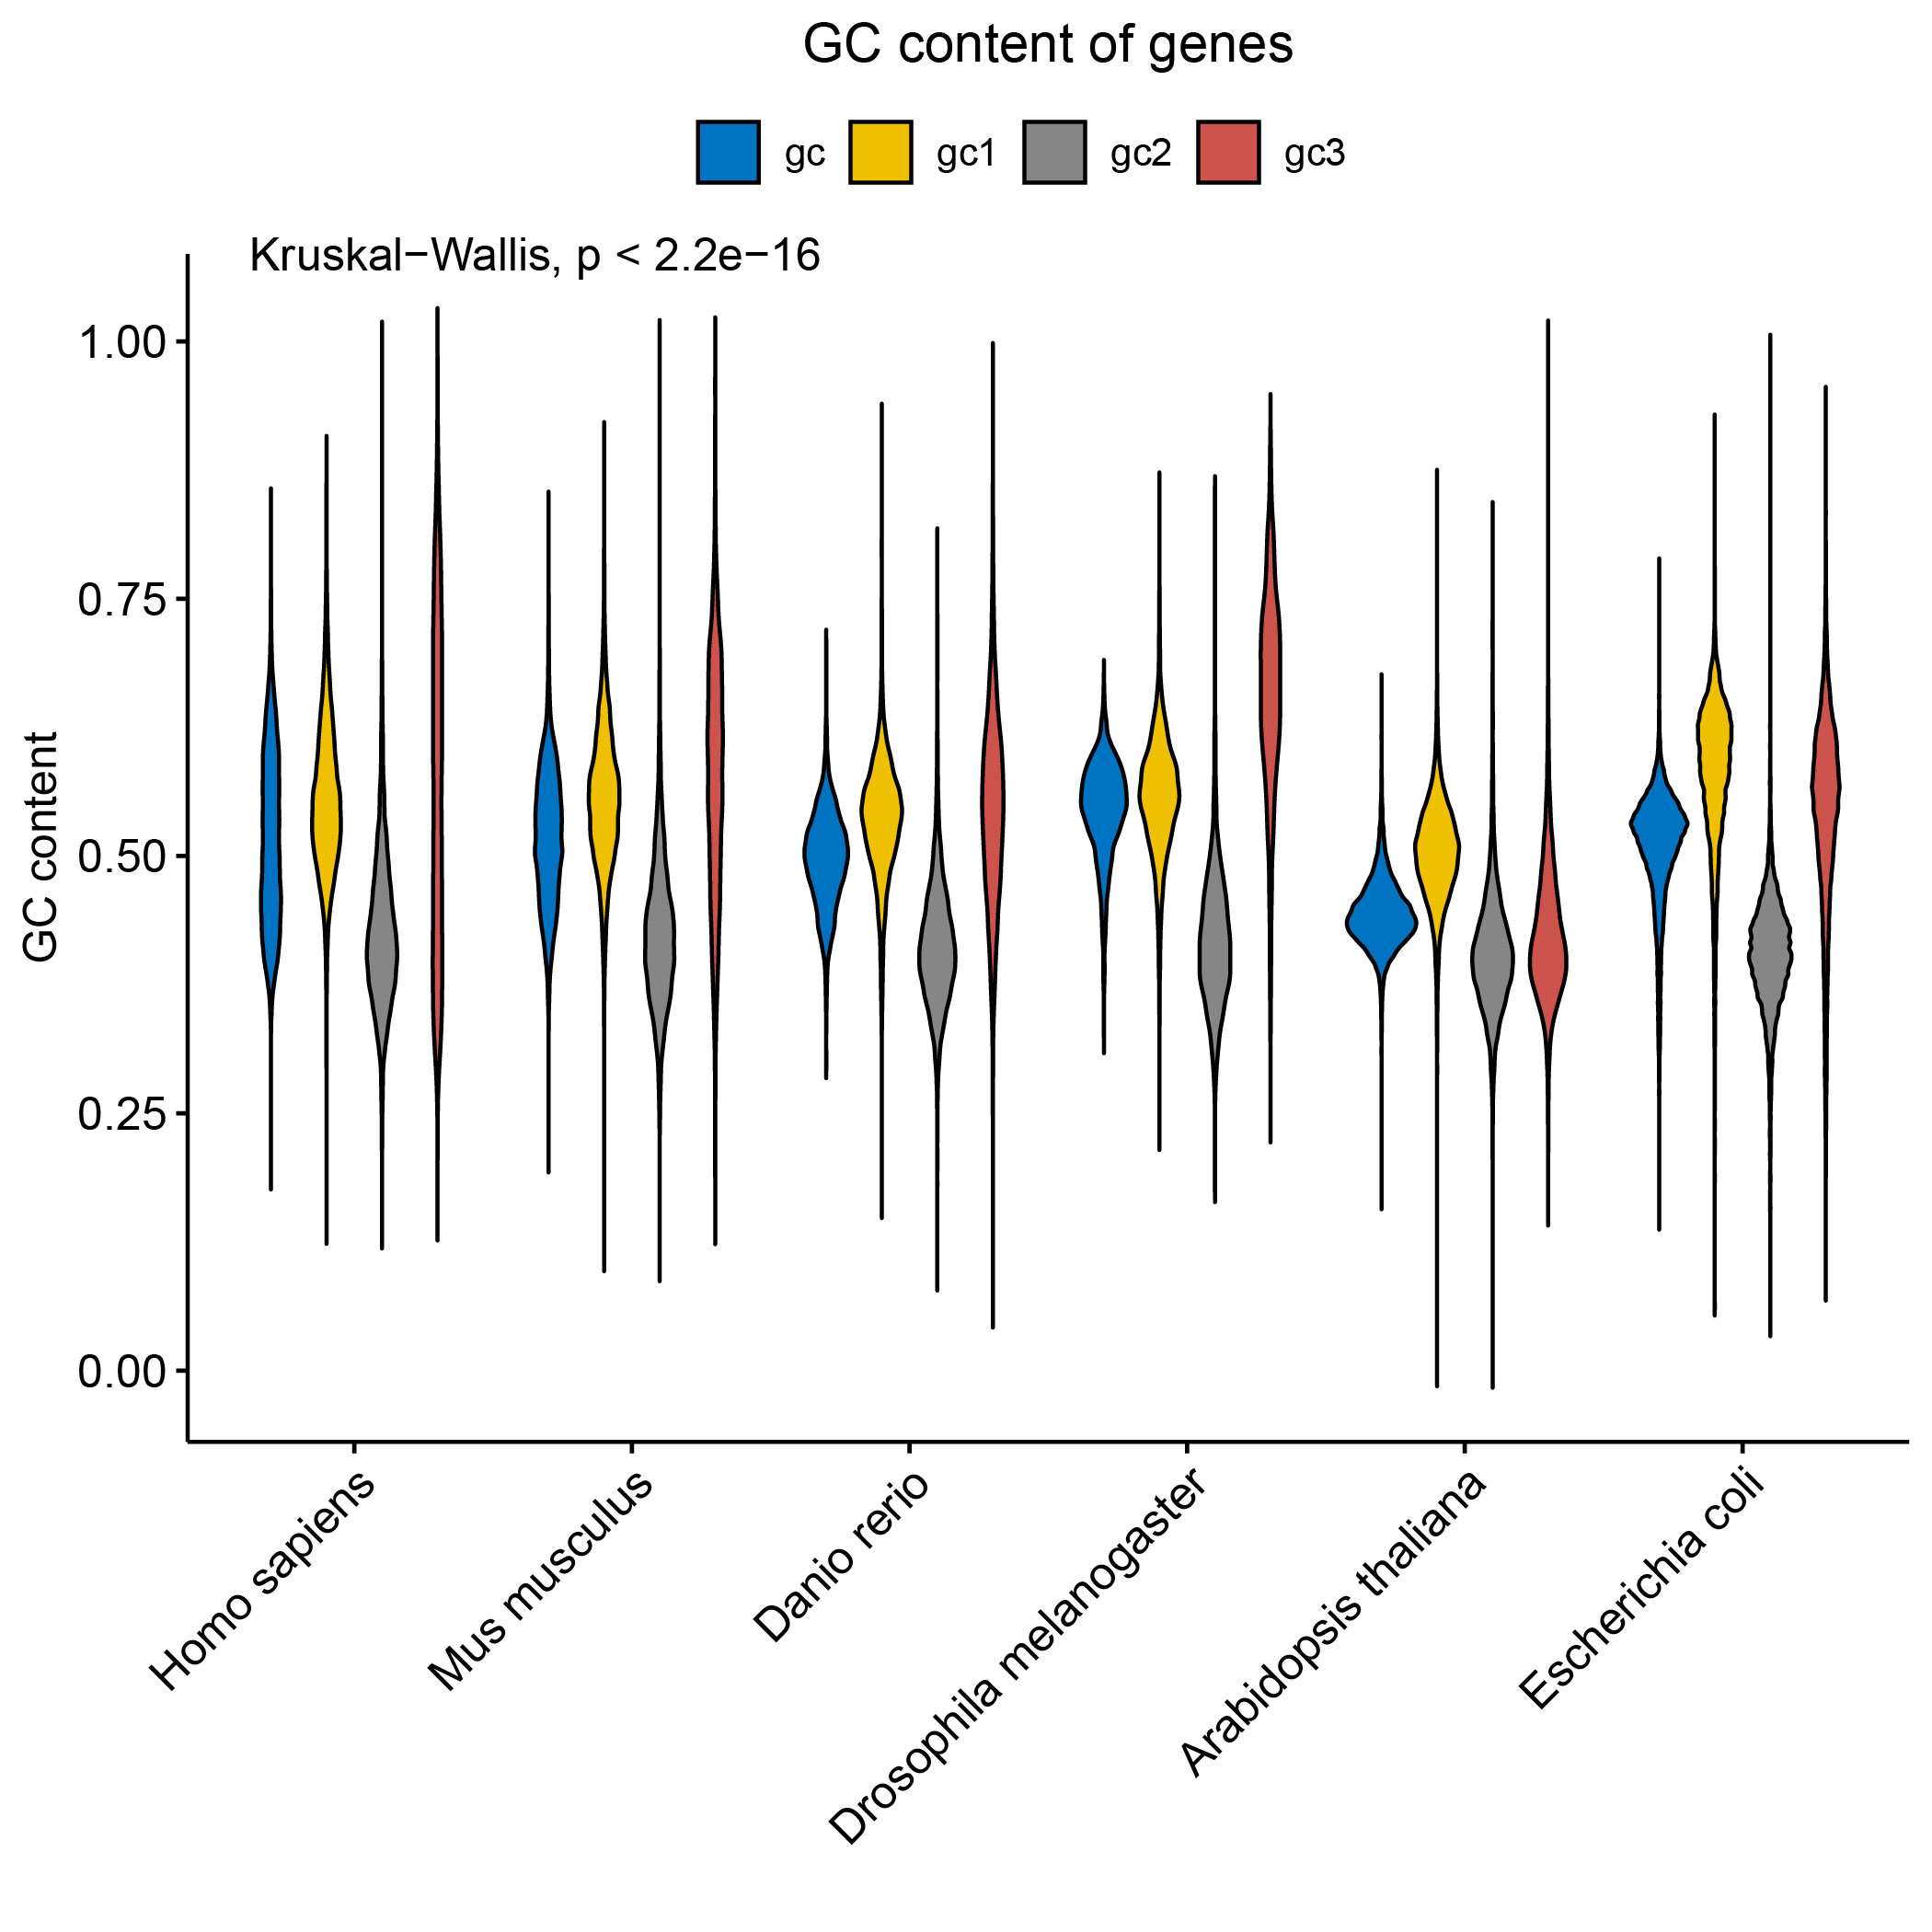 GC content of genes
gc gc1 gc2 gc3
Kruskal−Wallis, p < 2.2e−16
1.00
0.75
0.50
0.25
0.00
GC content
Homo sapiens
Mus musculus
Danio rerio
Drosophila melanogaster
Arabidopsis thaliana
Escherichia coli